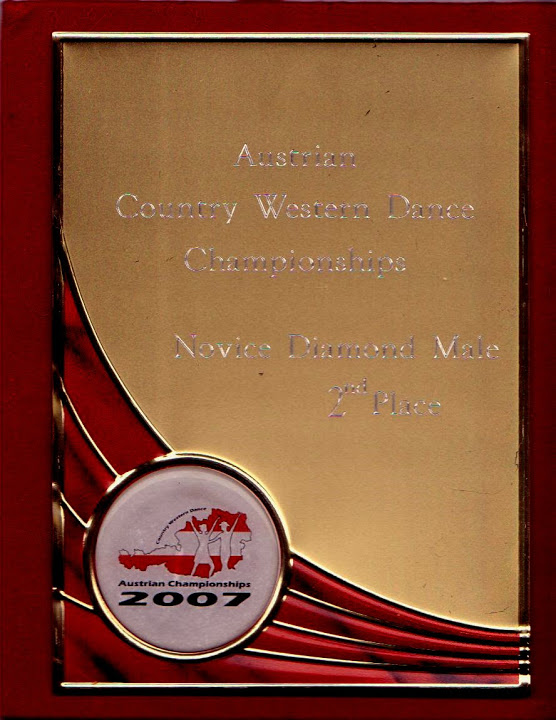 Austrian
Country Western Dance
Championships
Novice Diamond Male
2nd Place
Country Western Dance
Austrian Championships
2007